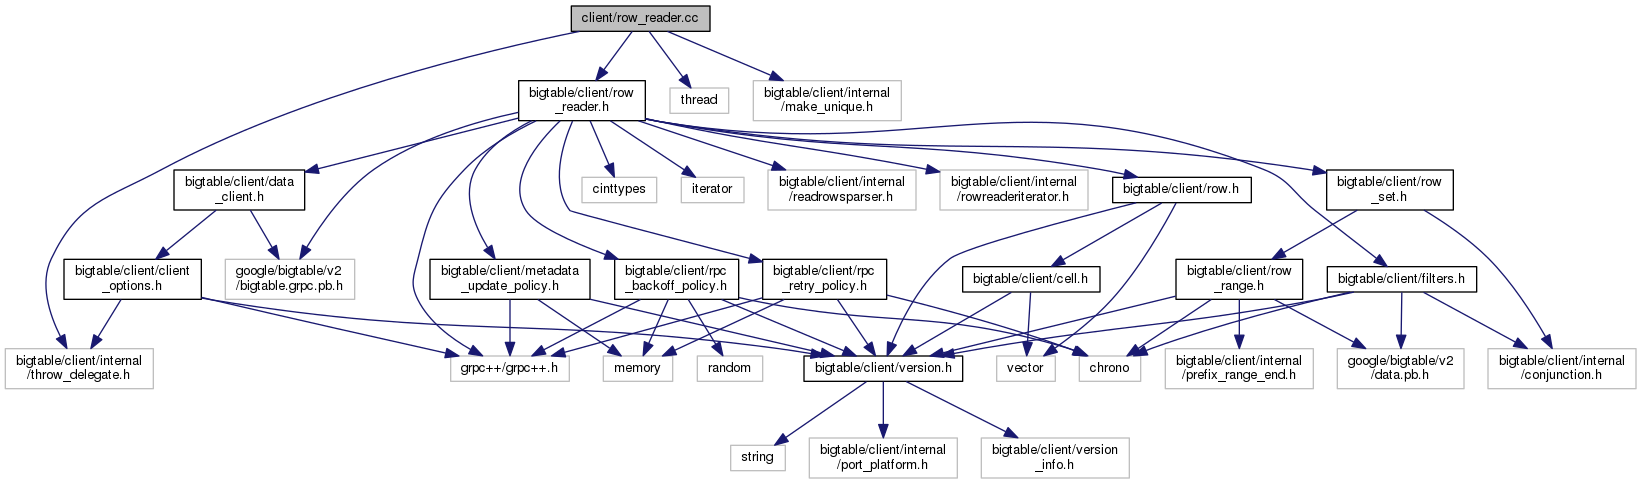 client/row_reader.cc
bigtable/client/row
_reader.h
thread
bigtable/client/internal
/make_unique.h
bigtable/client/data
_client.h
cinttypes
iterator
bigtable/client/internal
/readrowsparser.h
bigtable/client/internal
/rowreaderiterator.h
bigtable/client/row.h
bigtable/client/row
_set.h
bigtable/client/client
_options.h
google/bigtable/v2
/bigtable.grpc.pb.h
bigtable/client/metadata
_update_policy.h
bigtable/client/rpc
_backoff_policy.h
bigtable/client/rpc
_retry_policy.h
bigtable/client/cell.h
bigtable/client/row
_range.h
bigtable/client/filters.h
bigtable/client/internal
/throw_delegate.h
grpc++/grpc++.h
memory
random
bigtable/client/version.h
vector
chrono
bigtable/client/internal
/prefix_range_end.h
google/bigtable/v2
/data.pb.h
bigtable/client/internal
/conjunction.h
string
bigtable/client/internal
/port_platform.h
bigtable/client/version
_info.h